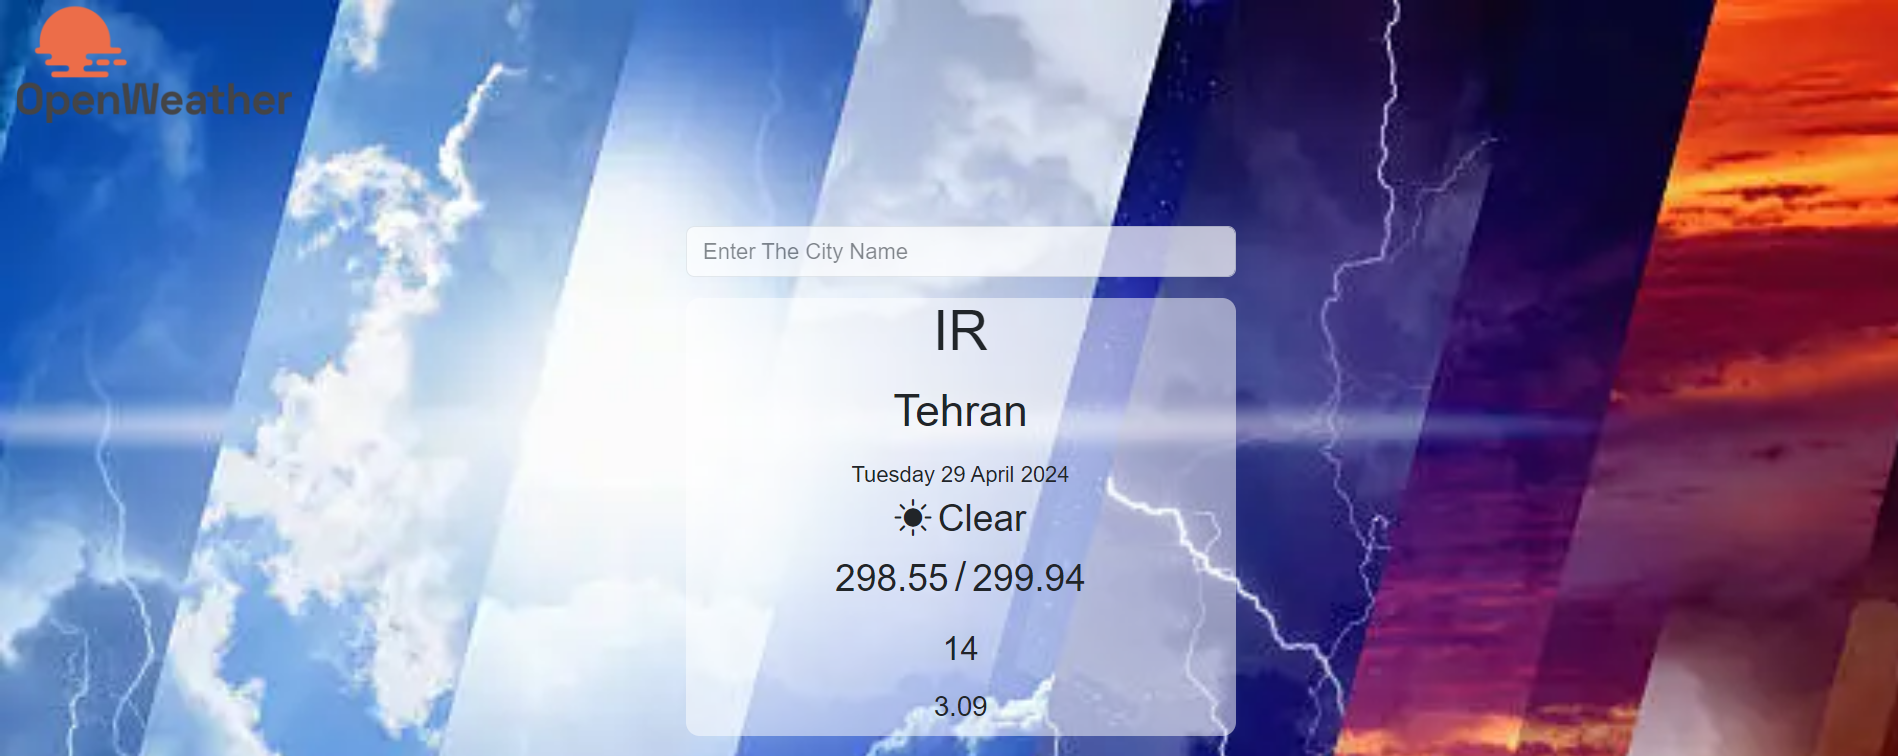 OpenWeather
Enter The City Name
IR
Tehran
Tuesday 29 April 2024
Clear
298.55 / 299.94
14
3.09